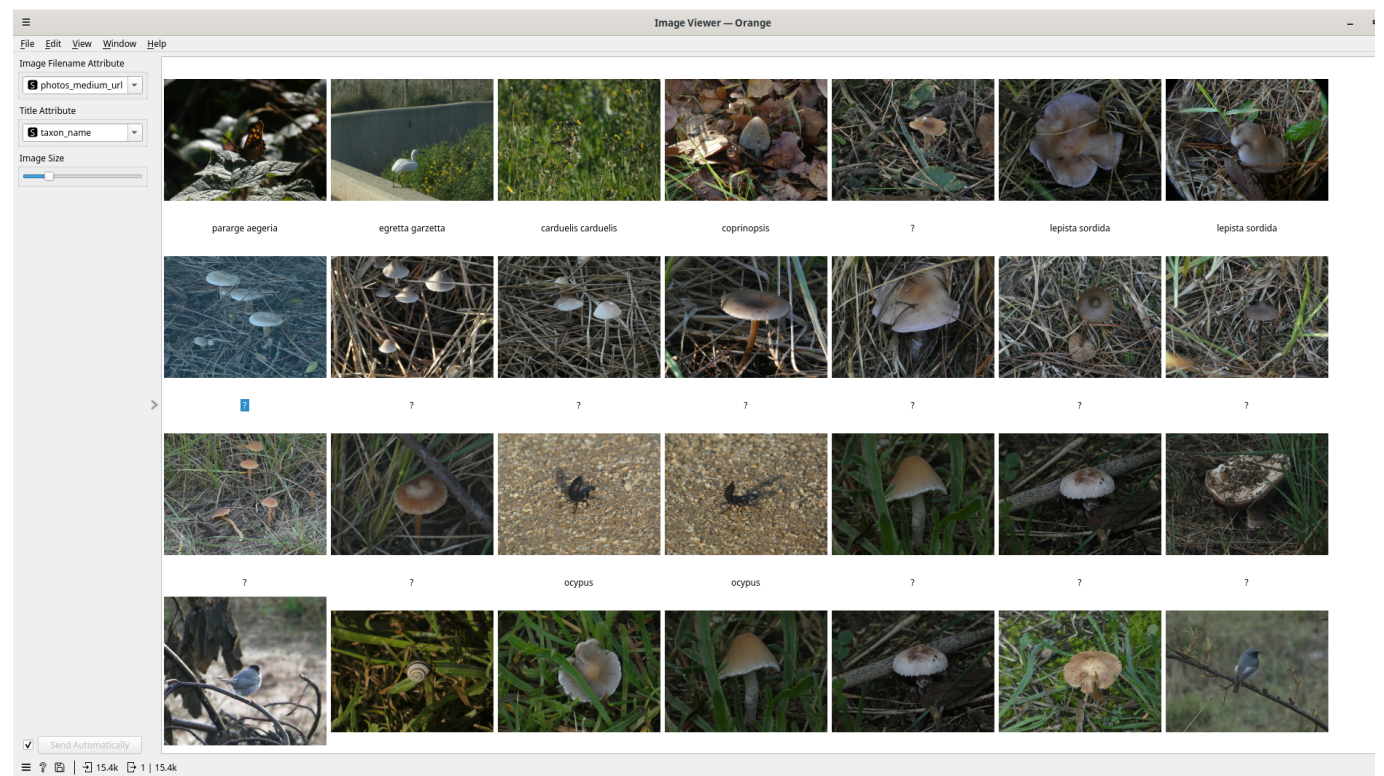 Image Viewer — Orange
File Edit View Window Help
Image Filename Attribute
S photos_medium_url
Title Attribute
S taxon_name
Image Size
pararge aegeria egretta garzetta carduelis carduelis coprinopsis ? lepista sordida lepista sordida
? ? ? ? ? ? ?
? ? ocypus ocypus ? ? ?
Send Automatically
? 15.4k 1 | 15.4k